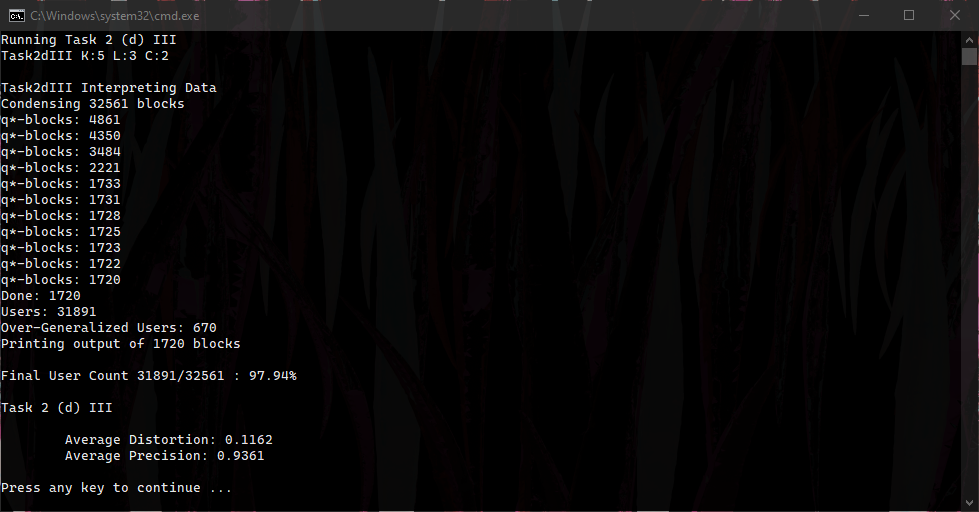 C:\Windows\system32\cmd.exe
Running Task 2 (d) III
Task2dIII K:5 L:3 C:2
Task2dIII Interpreting Data
Condensing 32561 blocks
q*-blocks: 4861
q*-blocks: 4350
q*-blocks: 3484
q*-blocks: 2221
q*-blocks: 1733
q*-blocks: 1731
q*-blocks: 1728
q*-blocks: 1725
q*-blocks: 1723
q*-blocks: 1722
q*-blocks: 1720
Done: 1720
Users: 31891
Over-Generalized Users: 670
Printing output of 1720 blocks
Final User Count 31891/32561 : 97.94%
Task 2 (d) III
Average Distortion: 0.1162
Average Precision: 0.9361
Press any key to continue ...